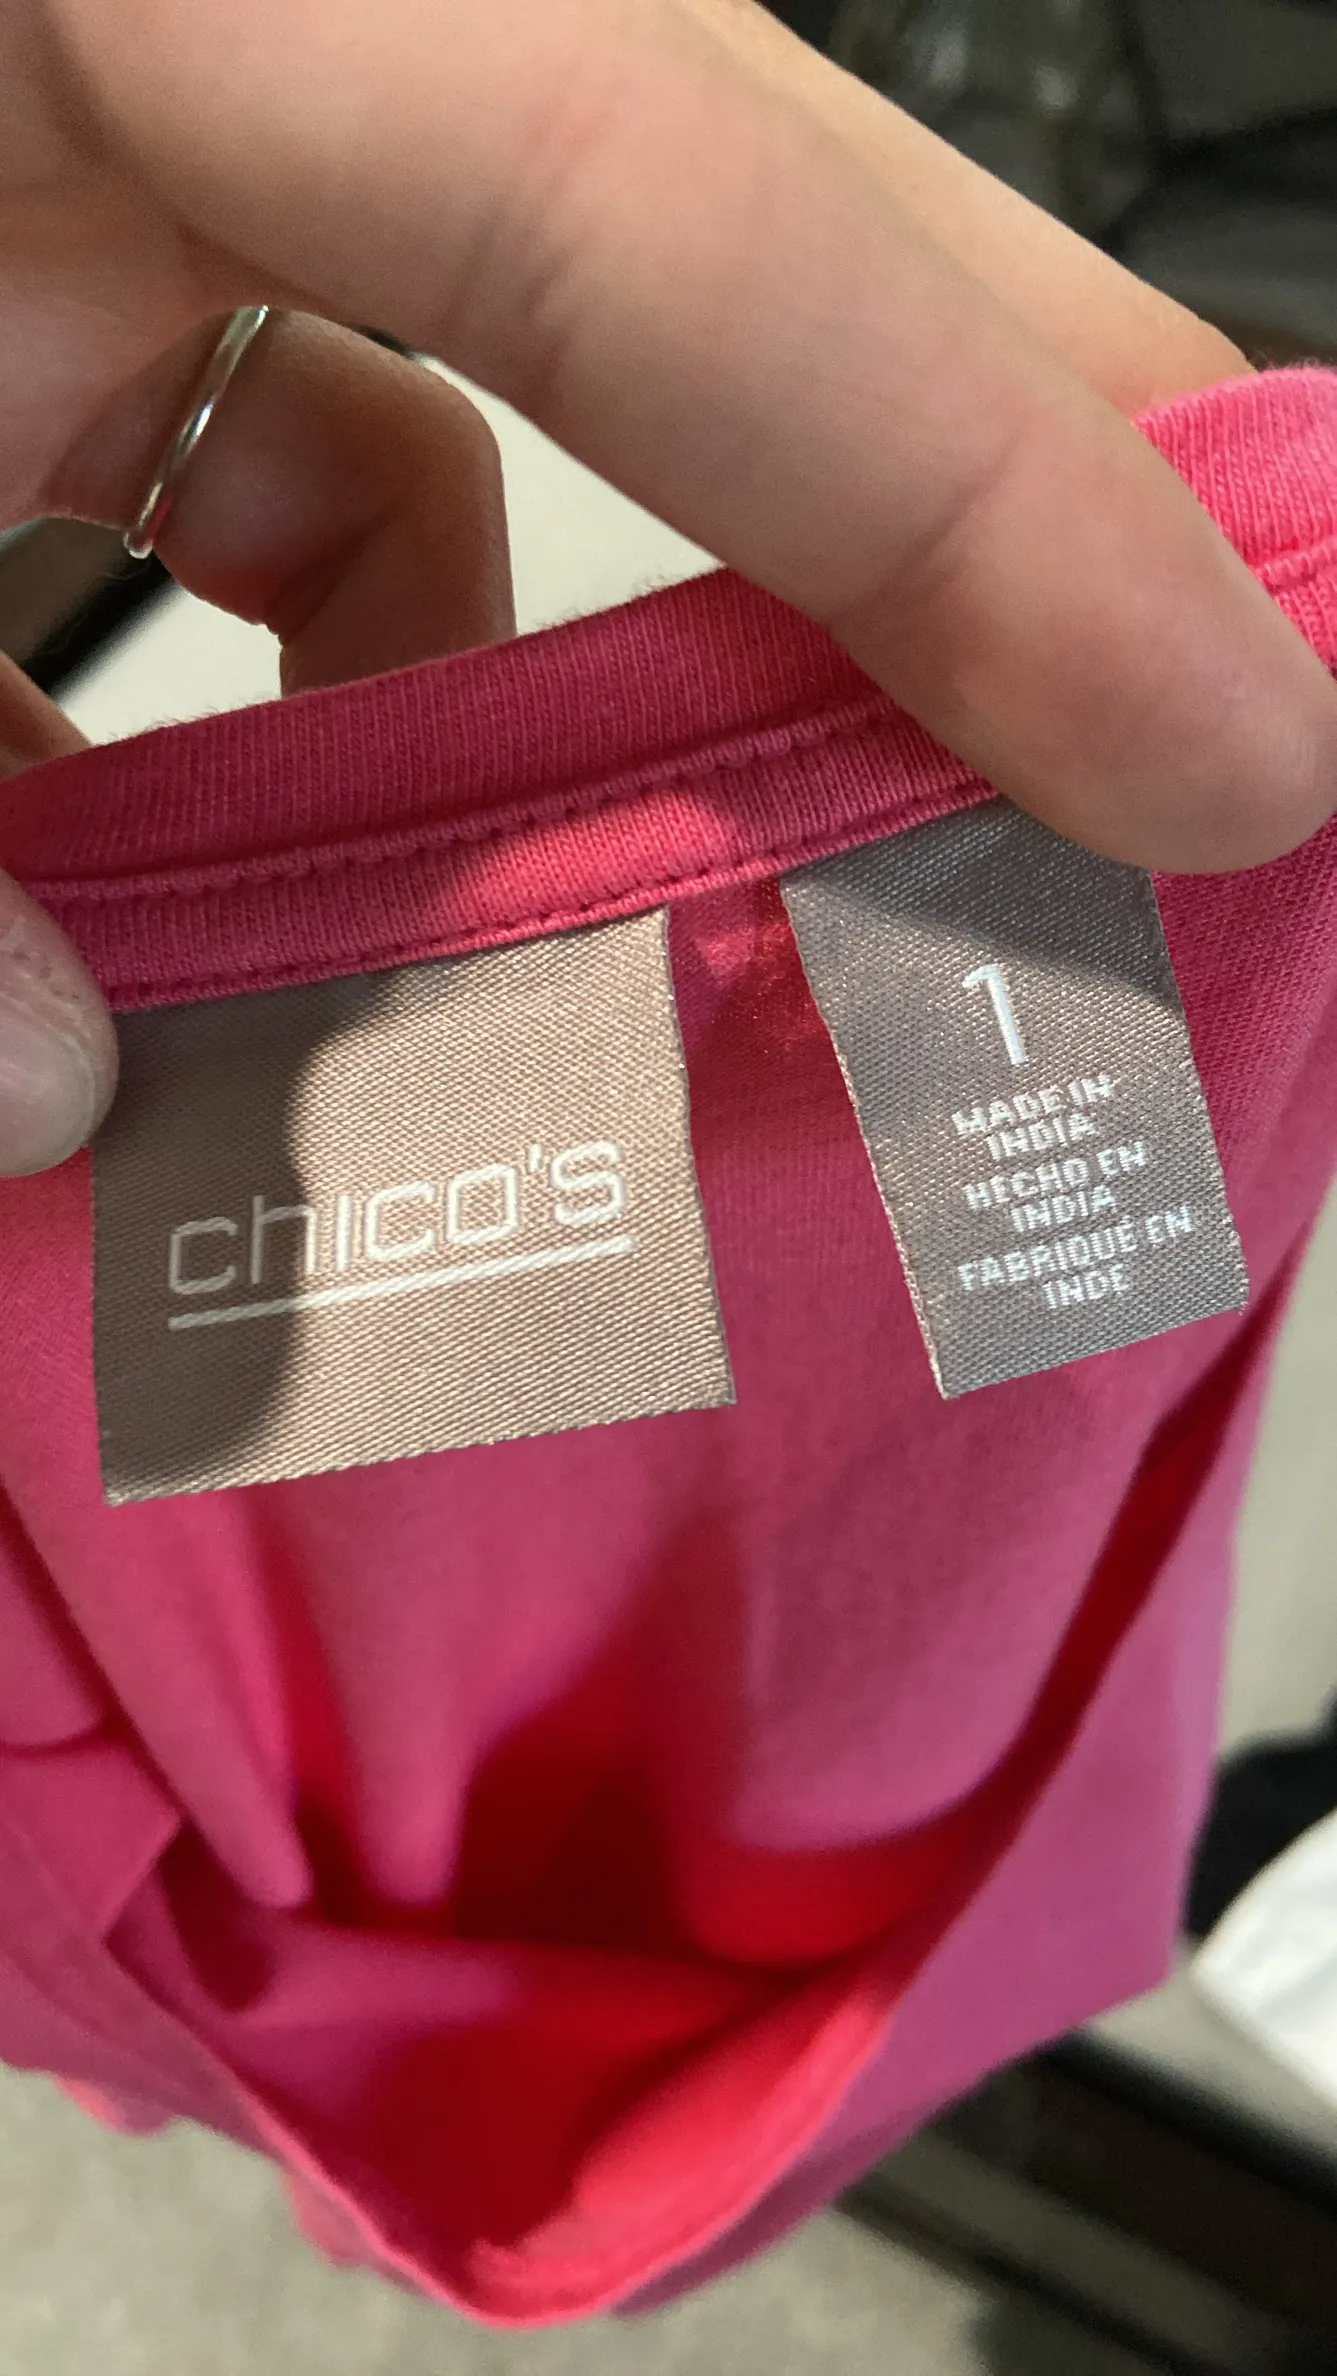 chico's
1
MADE IN
INDIA
HECHO EN
INDIA
FABRIQUÉ EN
INDE